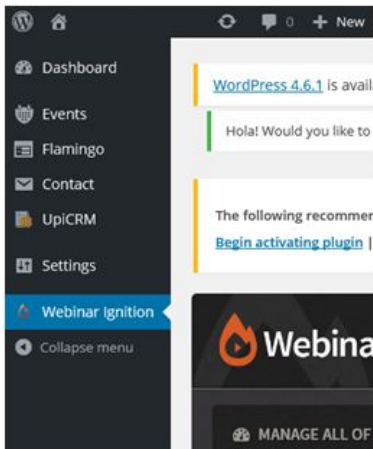 0 + New
Dashboard
WordPress 4.6.1 is avail
Events
Hola! Would you like to
Flamingo
Contact
UpiCRM
The following recommen
Begin activating plugin |
Settings
Webinar Ignition
Collapse menu
Webina
MANAGE ALL OF